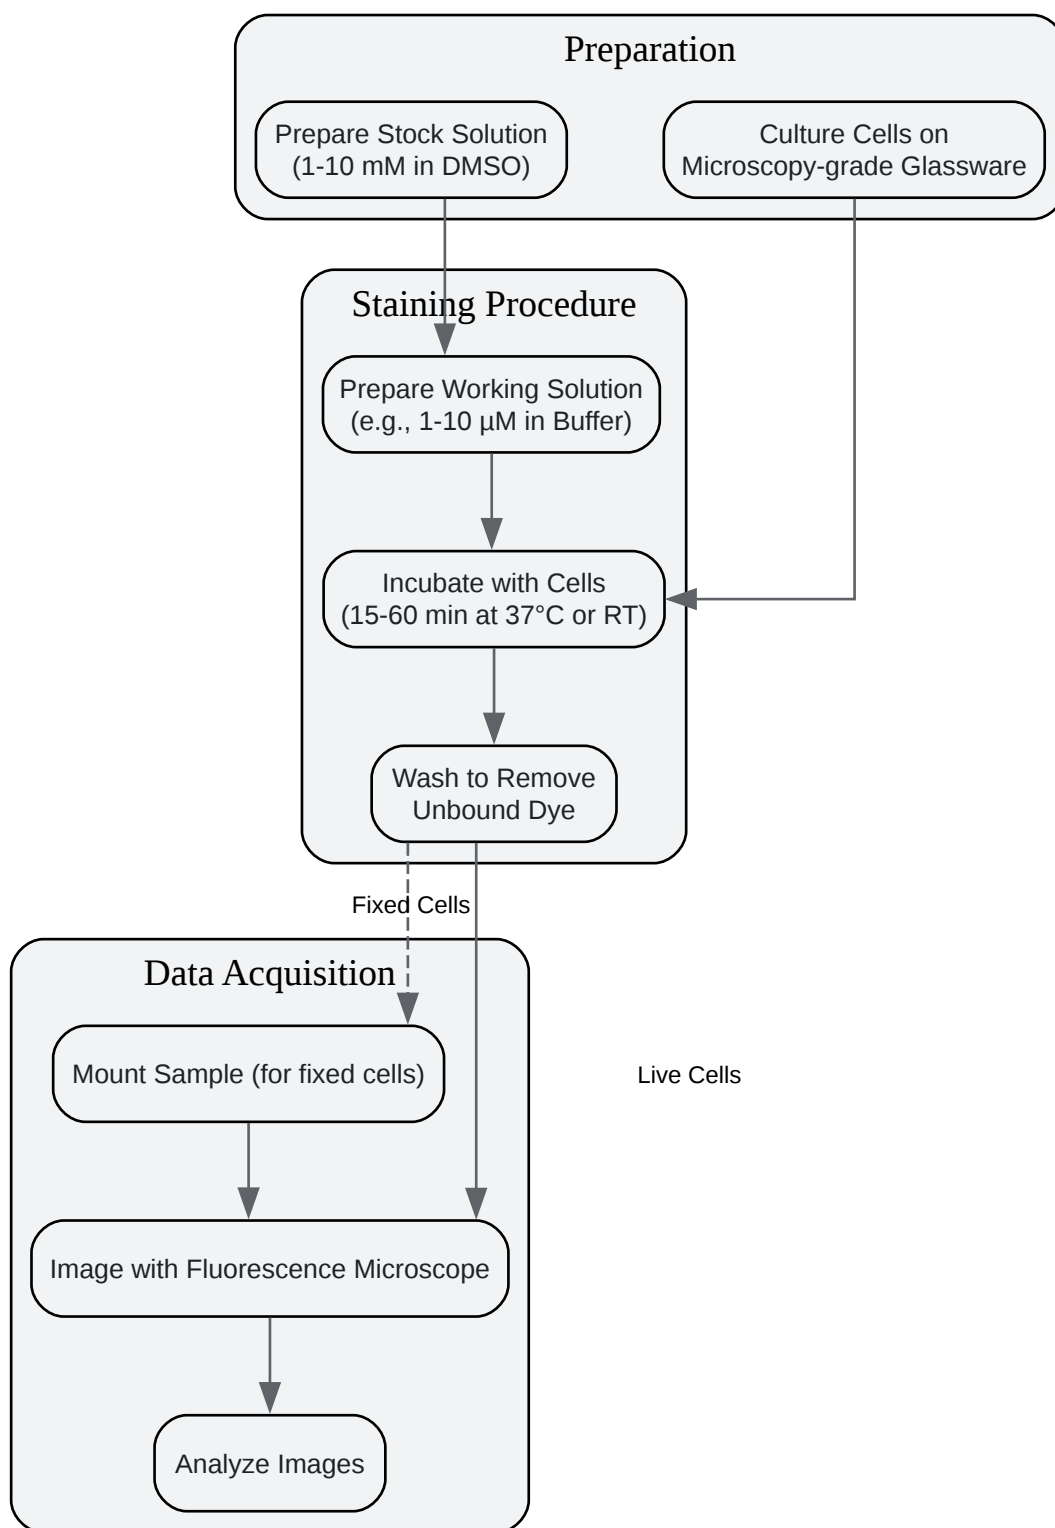 Preparation
Prepare Stock Solution
(1-10 mM in DMSO)
Culture Cells on
Microscopy-grade Glassware
Staining Procedure
Prepare Working Solution
(e.g., 1-10 µM in Buffer)
Incubate with Cells
(15-60 min at 37°C or RT)
Wash to Remove
Unbound Dye
Fixed Cells
Data Acquisition
Mount Sample (for fixed cells)
Live Cells
Image with Fluorescence Microscope
Analyze Images